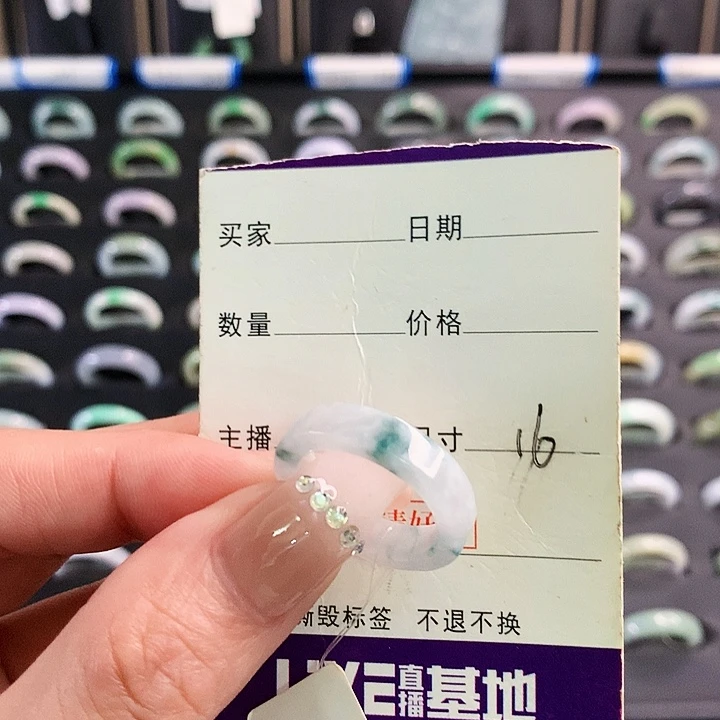 买家 日期
数量 价格
主播 寸 16
撕毁标签 不退不换
LIVE 直播 基地